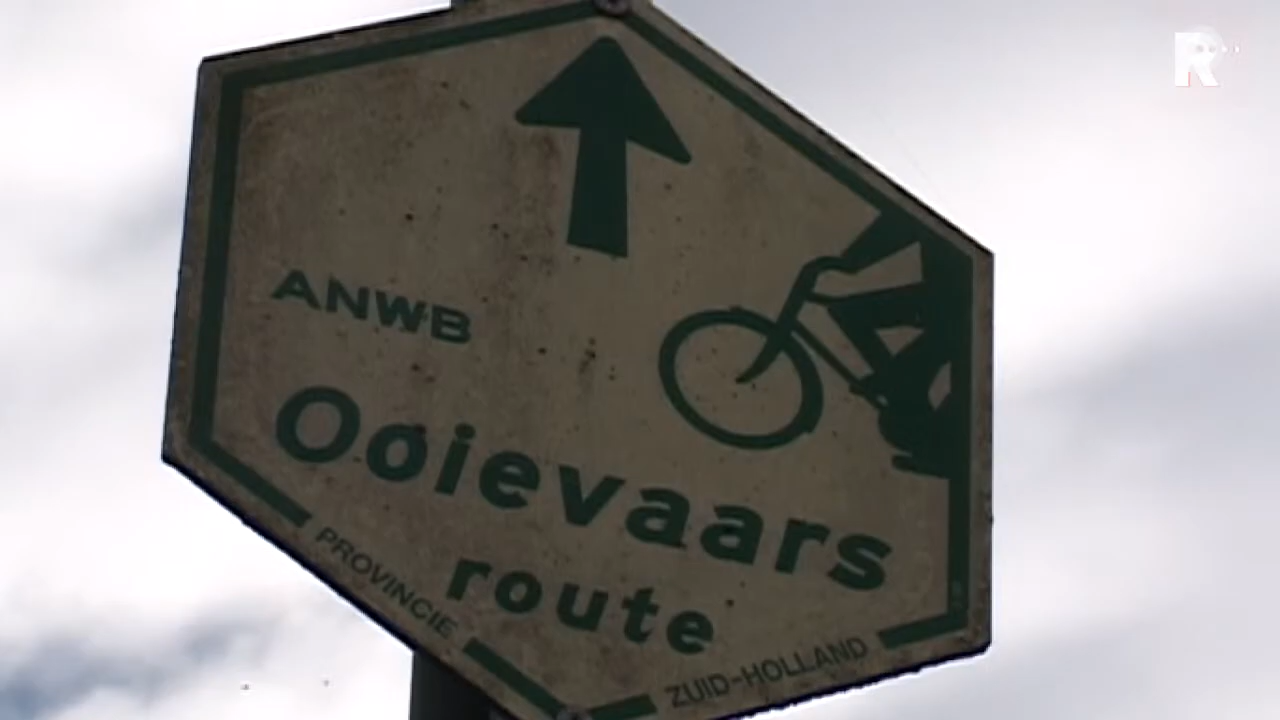 R
ANWB
Ooievaars
route
PROVINCIE
ZUID-HOLLAND